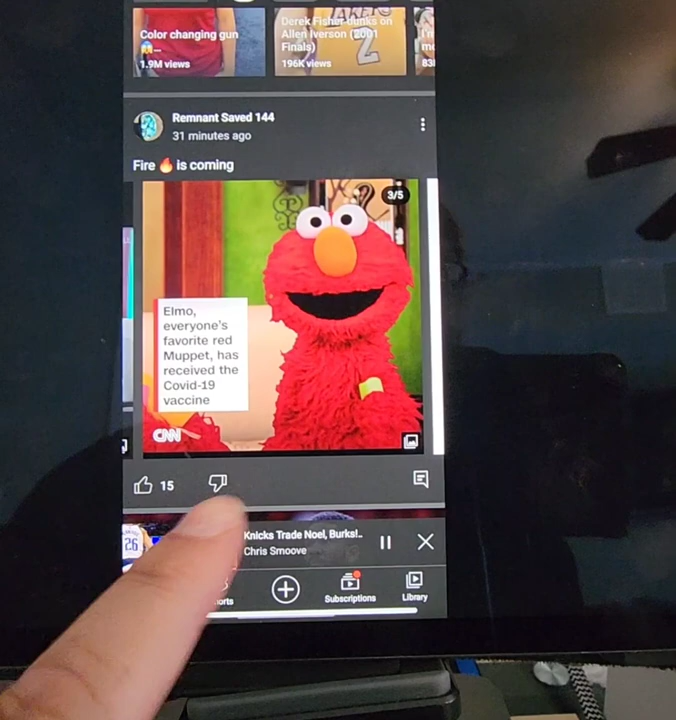 Color changing gun
😱...
1.9M views
Derek Fisher dunks on
Allen Iverson (2001
Finals)
196K views
Remnant Saved 144
31 minutes ago
Fire 🔥 is coming
3/5
Elmo,
everyone's
favorite red
Muppet, has
received the
Covid-19
vaccine
CNN
15
26
Knicks Trade Noel, Burks!..
Chris Smoove
Subscriptions
Library